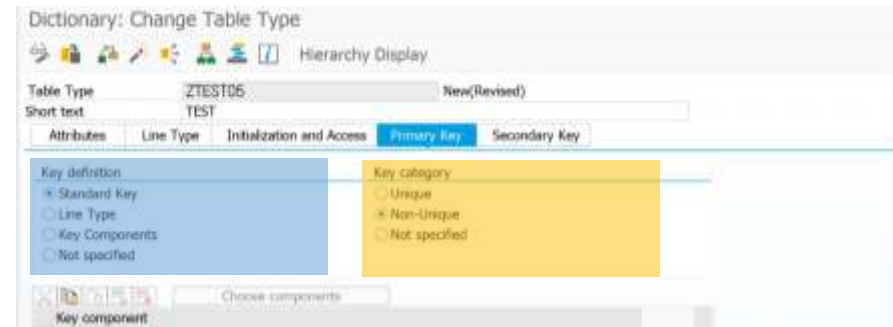 Dictionary: Change Table Type
Hierarchy Display
Table Type ZTEST05 New(Revised)
Short text TEST
Attributes Line Type Initialization and Access Primary Key Secondary Key
Key definition Key category
Standard Key Unique
Line Type Non-Unique
Key Components Not specified
Not specified
Choose components
Key component